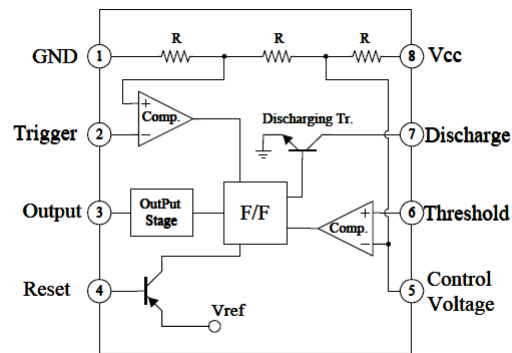 R R R
GND 1 8 Vcc
+
Comp.
−
Trigger 2 Discharging Tr. 7 Discharge
Output 3 OutPut
Stage
F/F
+
Comp.
−
6 Threshold
Reset 4 Vref 5 Control
Voltage